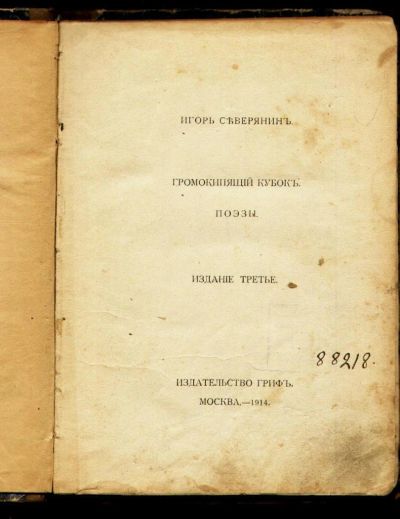 ИГОРЬ СѢВЕРЯНИНЪ.
ГРОМОКИПЯЩІЙ КУБОКЪ.
ПОЭЗЫ.
ИЗДАНІЕ ТРЕТЬЕ.
88218.
ИЗДАТЕЛЬСТВО ГРИФЪ.
МОСКВА.—1914.